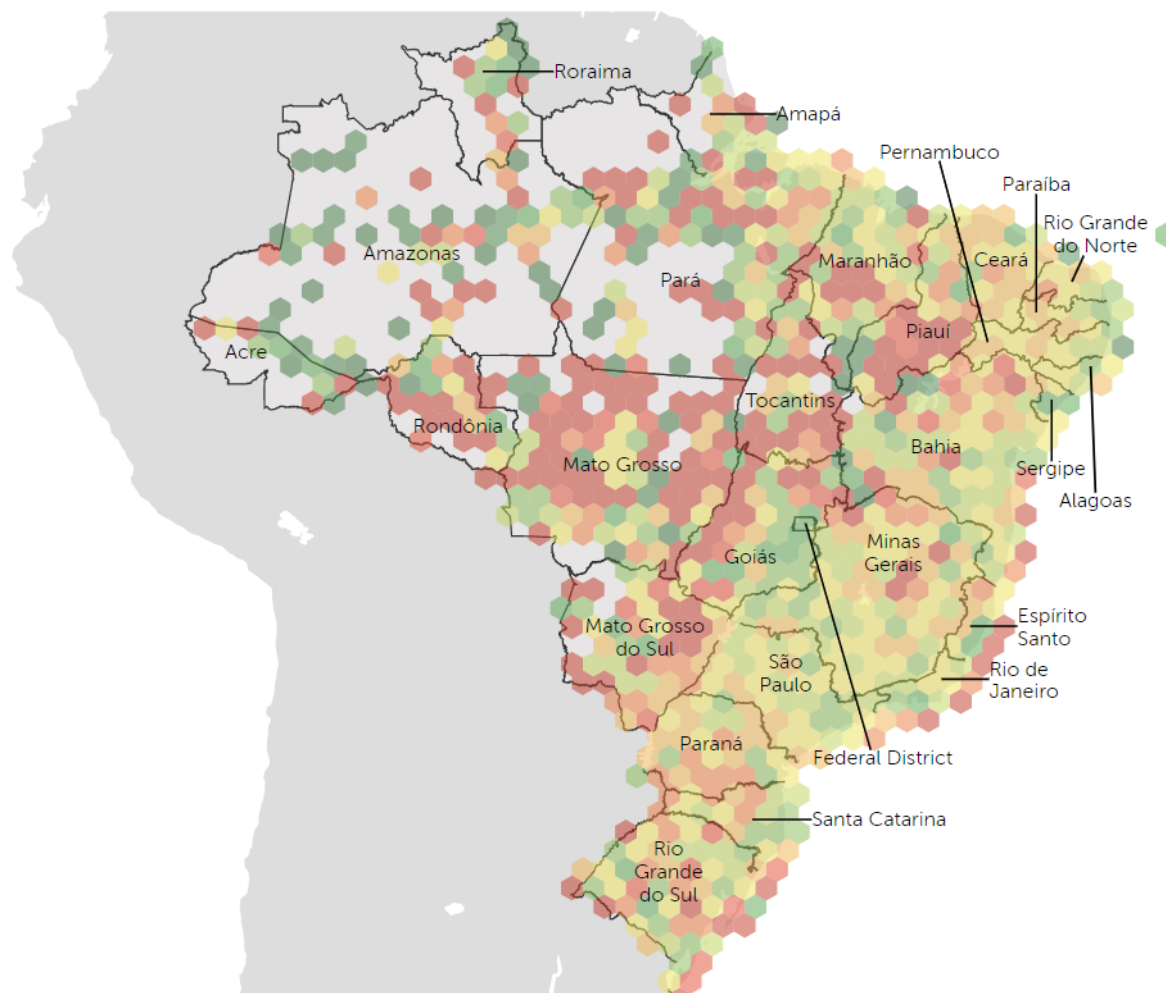 Roraima
Amapá
Pernambuco
Paraíba
Rio Grande
do Norte
Amazonas
Maranhão
Ceará
Pará
Piauí
Acre
Tocantins
Rondônia
Bahia
Mato Grosso
Sergipe
Alagoas
Goiás
Minas
Gerais
Espírito
Santo
Mato Grosso
do Sul
São
Paulo
Rio de
Janeiro
Paraná
Federal District
Santa Catarina
Rio
Grande
do Sul